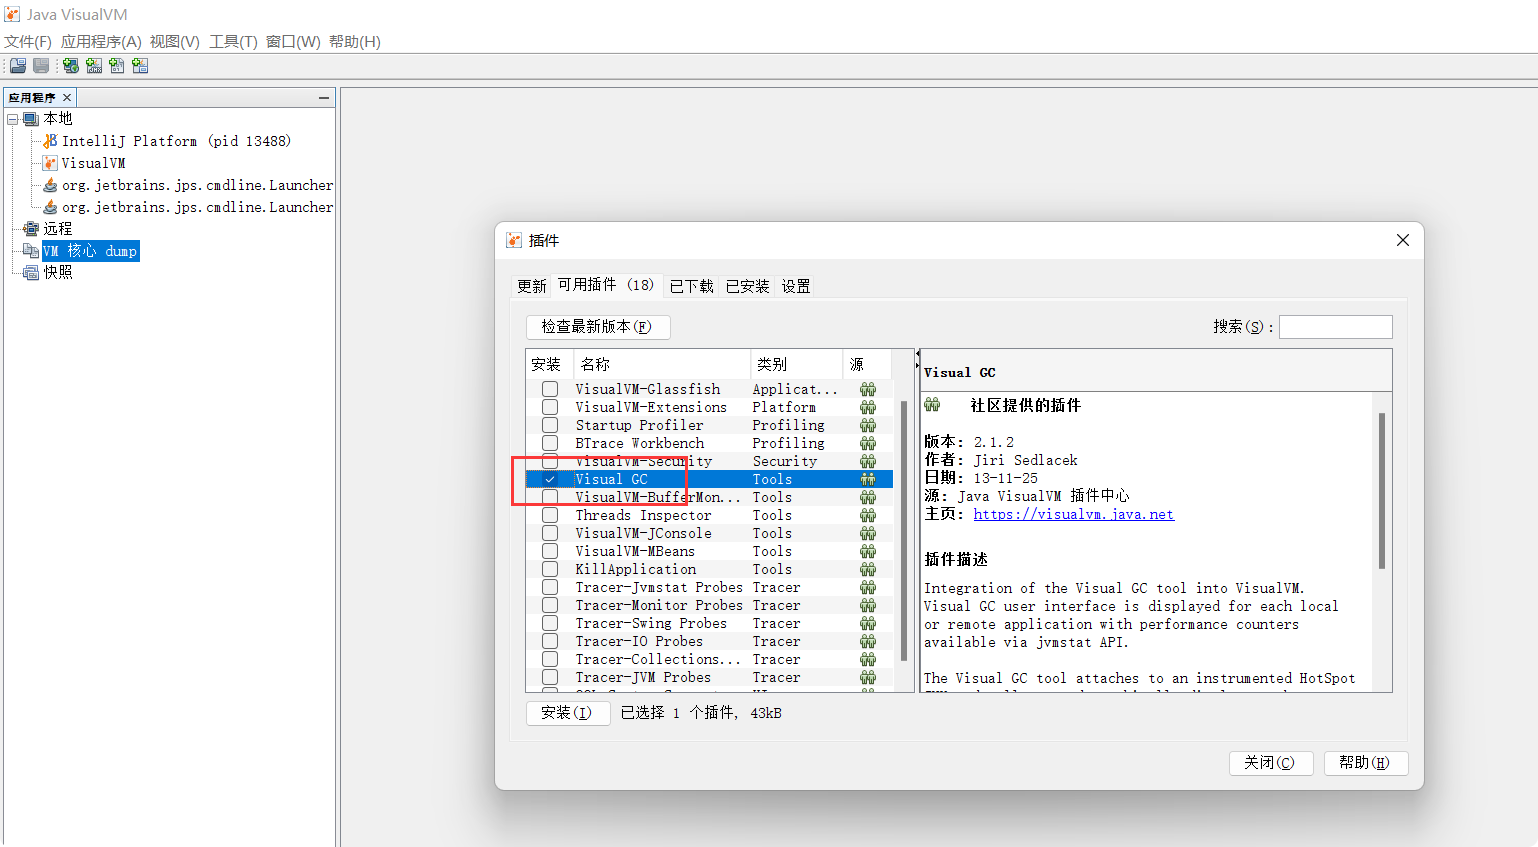 Java VisualVM
文件(F) 应用程序(A) 视图(V) 工具(T) 窗口(W) 帮助(H)
应用程序
本地
IntelliJ Platform (pid 13488)
VisualVM
org.jetbrains.jps.cmdline.Launcher
org.jetbrains.jps.cmdline.Launcher
远程
VM 核心 dump
快照
插件
更新 可用插件 (18) 已下载 已安装 设置
检查最新版本(F) 搜索(S):
安装 名称 类别 源
VisualVM-Glassfish Applicat...
VisualVM-Extensions Platform
Startup Profiler Profiling
BTrace Workbench Profiling
VisualVM-Security Security
Visual GC Tools
VisualVM-BufferMon... Tools
Threads Inspector Tools
VisualVM-JConsole Tools
VisualVM-MBeans Tools
KillApplication Tools
Tracer-Jvmstat Probes Tracer
Tracer-Monitor Probes Tracer
Tracer-Swing Probes Tracer
Tracer-IO Probes Tracer
Tracer-Collections... Tracer
Tracer-JVM Probes Tracer
Visual GC
社区提供的插件
版本: 2.1.2
作者: Jiri Sedlacek
日期: 13-11-25
源: Java VisualVM 插件中心
主页: https://visualvm.java.net
插件描述
Integration of the Visual GC tool into VisualVM.
Visual GC user interface is displayed for each local
or remote application with performance counters
available via jvmstat API.
The Visual GC tool attaches to an instrumented HotSpot
安装(I) 已选择 1 个插件, 43kB
关闭(C) 帮助(H)